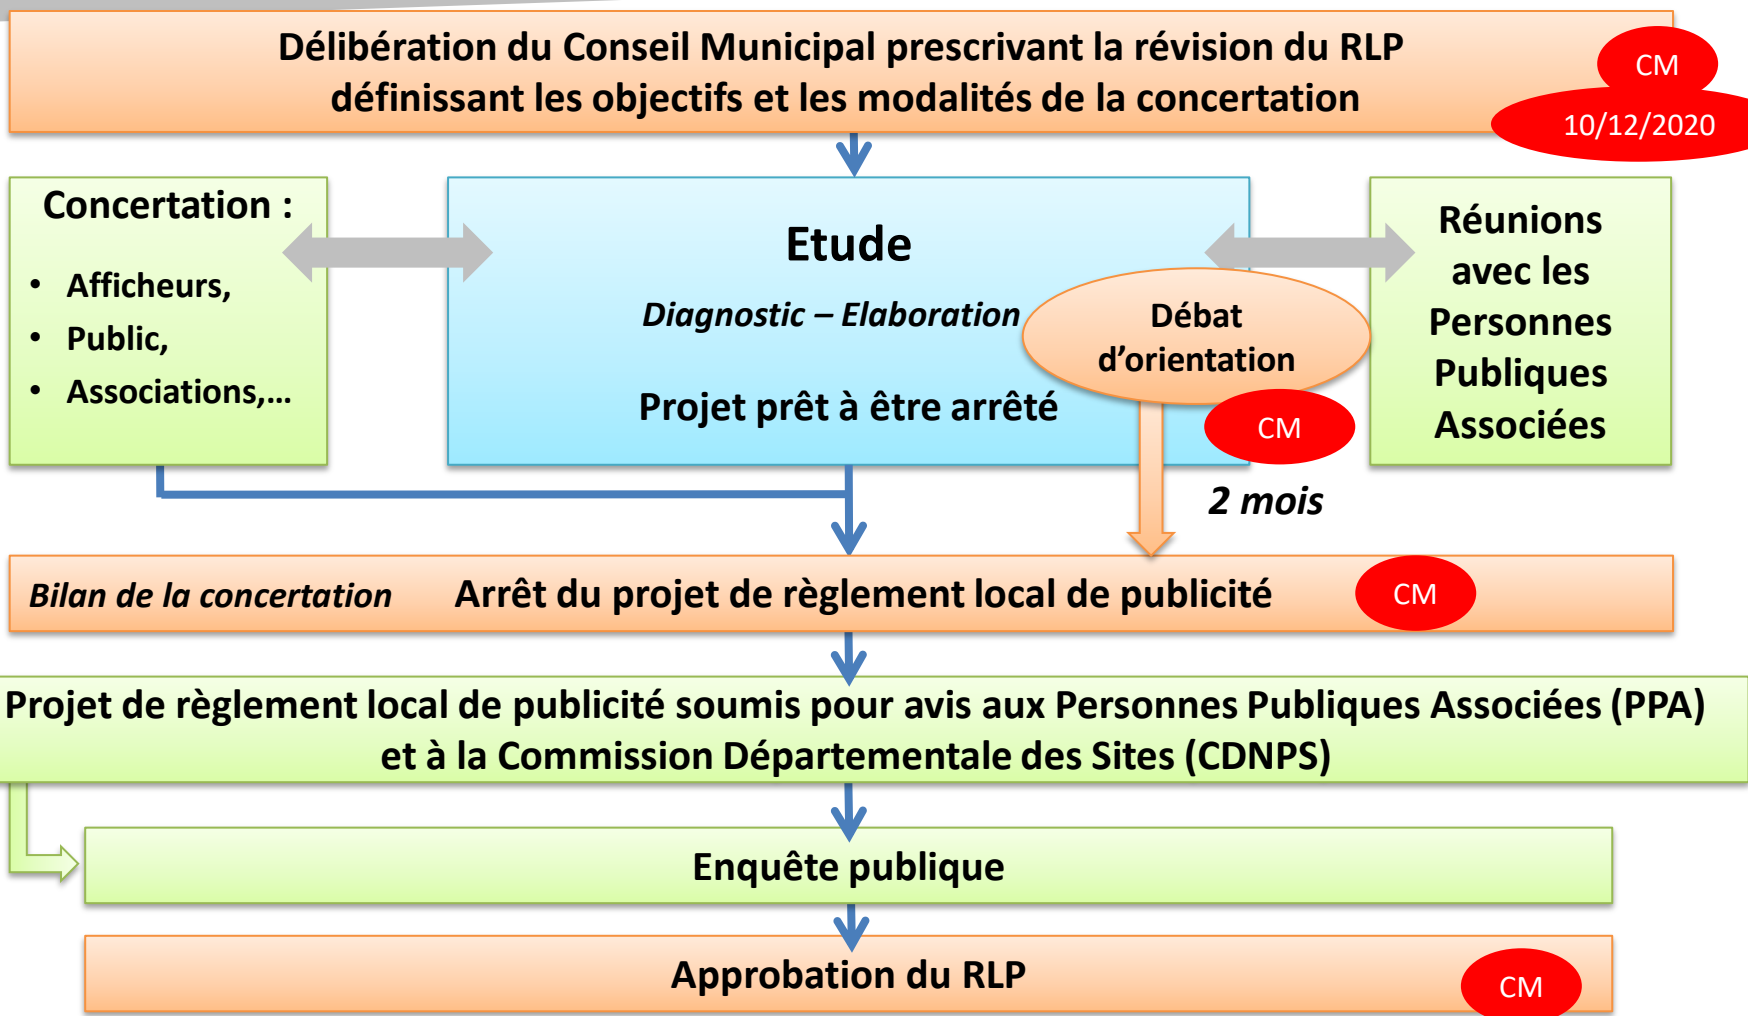 Délibération du Conseil Municipal prescrivant la révision du RLP
définissant les objectifs et les modalités de la concertation
CM
10/12/2020
Concertation :
• Afficheurs,
• Public,
• Associations,...
Etude
Diagnostic – Elaboration
Projet prêt à être arrêté
Débat
d'orientation
CM
2 mois
Réunions
avec les
Personnes
Publiques
Associées
Bilan de la concertation Arrêt du projet de règlement local de publicité CM
Projet de règlement local de publicité soumis pour avis aux Personnes Publiques Associées (PPA)
et à la Commission Départementale des Sites (CDNPS)
Enquête publique
Approbation du RLP
CM